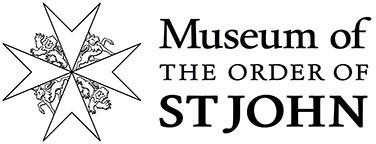 Museum of
THE ORDER OF
ST JOHN